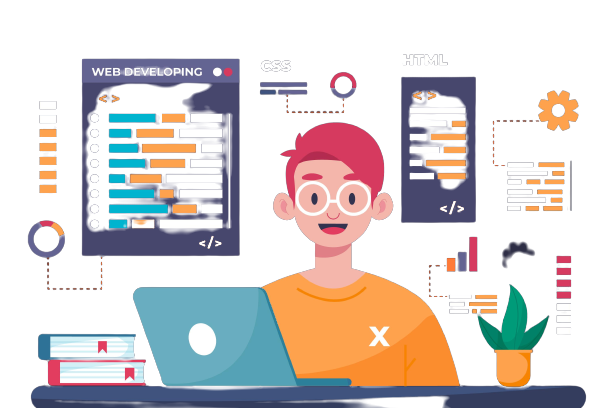 WEB DEVELOPING
CSS
HTML
< >
< >
</>
</>
X